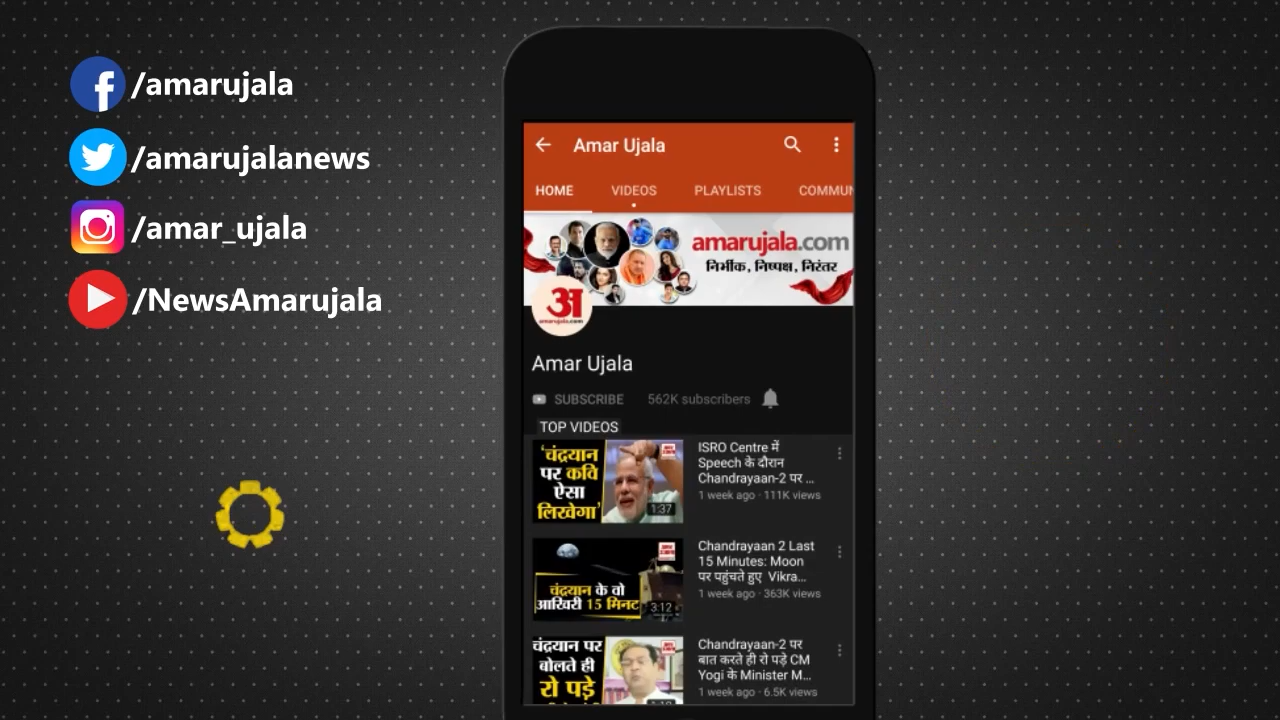 /amarujala
/amarujalanews
/amar_ujala
/NewsAmarujala
Amar Ujala
HOME VIDEOS PLAYLISTS COMMUN
amarujala.com
निर्भीक, निष्पक्ष, निरंतर
अ
amarujala.com
Amar Ujala
SUBSCRIBE 562K subscribers
TOP VIDEOS
'चंद्रयान
पर कवि
ऐसा
लिखेगा'
1:37
ISRO Centre में
Speech के दौरान
Chandrayaan-2 पर ...
1 week ago · 111K views
चंद्रयान के वो
आखिरी 15 मिनट
3:12
Chandrayaan 2 Last
15 Minutes: Moon
पर पहुंचते हुए Vikra...
1 week ago · 363K views
चंद्रयान पर
बोलते ही
रो पड़े
Chandrayaan-2 पर
बात करते ही रो पड़े CM
Yogi के Minister M...
1 week ago · 6.5K views